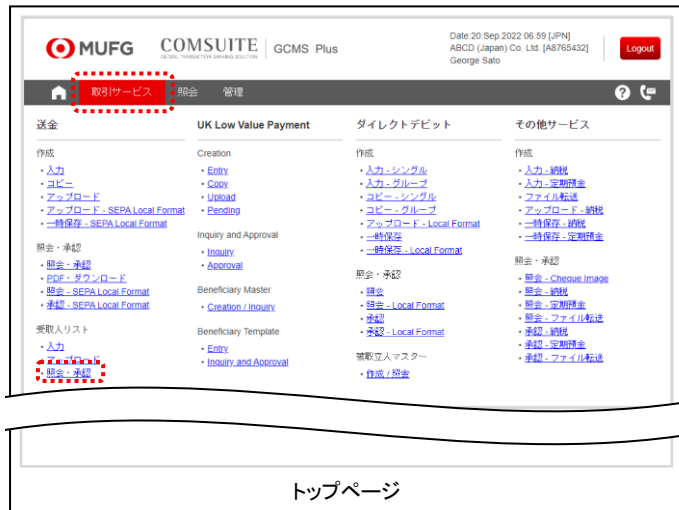 MUFG
COMSUITE
GLOBAL TRANSACTION BANKING SOLUTION
GCMS Plus
Date:20.Sep.2022 06:59 [JPN]
ABCD (Japan) Co. Ltd. [A8765432]
George Sato
Logout
取引サービス 照会 管理
送金
作成
・入力
・コピー
・アップロード
・アップロード - SEPA Local Format
・一時保存 - SEPA Local Format
照会・承認
・照会・承認
・PDF・ダウンロード
・照会 - SEPA Local Format
・承認 - SEPA Local Format
受取人リスト
・入力
・アップロード
・照会・承認
UK Low Value Payment
Creation
・Entry
・Copy
・Upload
・Pending
Inquiry and Approval
・Inquiry
・Approval
Beneficiary Master
・Creation / Inquiry
Beneficiary Template
・Entry
・Inquiry and Approval
ダイレクトデビット
作成
・入力 - シングル
・入力 - グループ
・コピー - シングル
・コピー - グループ
・アップロード - Local Format
・一時保存
・一時保存 - Local Format
照会・承認
・照会
・照会 - Local Format
・承認
・承認 - Local Format
被取立人マスター
・作成 / 照会
その他サービス
作成
・入力 - 納税
・入力 - 定期預金
・ファイル転送
・アップロード - 納税
・一時保存 - 納税
・一時保存 - 定期預金
照会・承認
・照会 - Cheque Image
・照会 - 納税
・照会 - 定期預金
・照会 - ファイル転送
・承認 - 納税
・承認 - 定期預金
・承認 - ファイル転送
トップページ